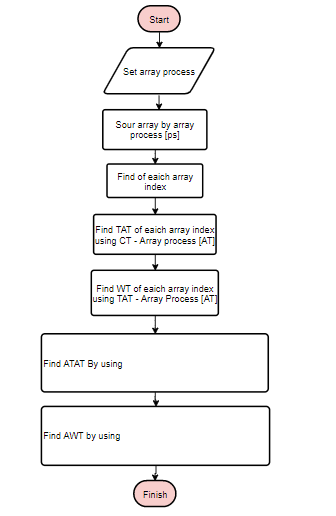 Start
Set array process
Sour array by array
process [ps]
Find of eaich array
index
Find TAT of eaich array index
using CT - Array process [AT]
Find WT of eaich array index
using TAT - Array Process [AT]
Find ATAT By using
Find AWT by using
Finish